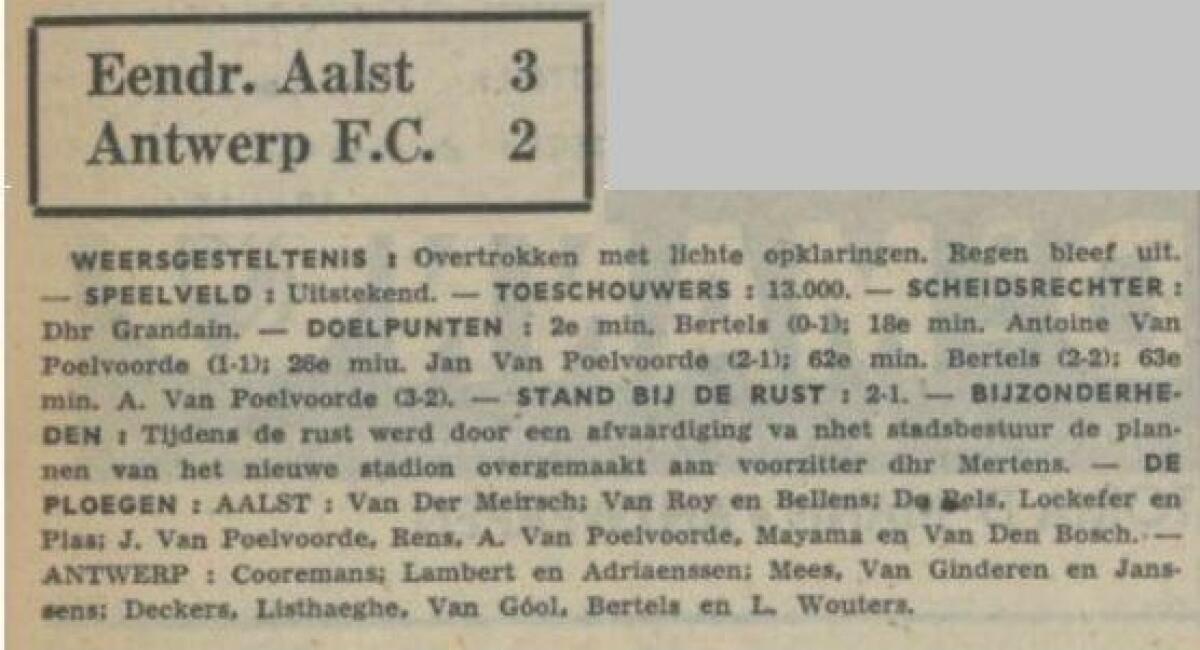 Eendr. Aalst 3
Antwerp F.C. 2
WEERSGESTELTENIS : Overtrokken met lichte opklaringen. Regen bleef uit.
— SPEELVELD : Uitstekend. — TOESCHOUWERS : 13.000. — SCHEIDSRECHTER :
Dhr Grandain. — DOELPUNTEN : 2e min. Bertels (0-1); 18e min. Antoine Van
Poelvoorde (1-1); 26e miu. Jan Van Poelvoorde (2-1); 62e min. Bertels (2-2); 63e
min. A. Van Poelvoorde (3-2). — STAND BIJ DE RUST : 2-1. — BIJZONDERHE-
DEN : Tijdens de rust werd door een afvaardiging va nhet stadsbestuur de plan-
nen van het nieuwe stadion overgemaakt aan voorzitter dhr Mertens. — DE
PLOEGEN : AALST : Van Der Meirsch; Van Roy en Bellens; De Lockefer en
Plas; J. Van Poelvoorde, Rens, A. Van Poelvoorde, Mayama en Van Den Bosch. —
ANTWERP : Cooremans; Lambert en Adriaenssen; Mees, Van Ginderen en Jans-
sens; Deckers, Listhaeghe, Van Góol, Bertels en L. Wouters.